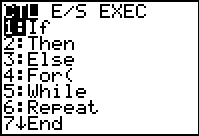 CTL E/S EXEC
1:If
2:Then
3:Else
4:For(
5:While
6:Repeat
7↓End